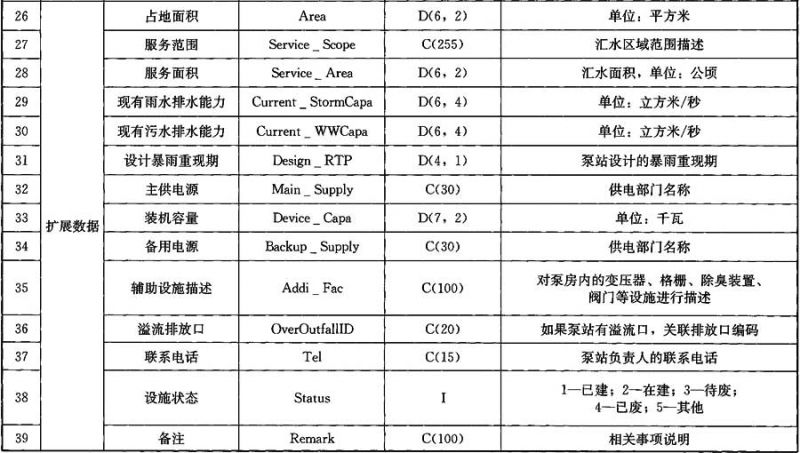 26 占地面积 Area D(6，2) 单位：平方米
27 服务范围 Service _ Scope C(255) 汇水区域范围描述
28 服务面积 Service _ Area D(6，2) 汇水面积，单位：公顷
29 现有雨水排水能力 Current _ StormCapa D(6，4) 单位：立方米/秒
30 现有污水排水能力 Current _ WWCapa D(6，4) 单位：立方米/秒
31 设计暴雨重现期 Design _ RTP D(4，1) 泵站设计的暴雨重现期
32 主供电源 Main _ Supply C(30) 供电部门名称
33 扩展数据 装机容量 Device _ Capa D(7，2) 单位：千瓦
34 备用电源 Backup _ Supply C(30) 供电部门名称
35 辅助设施描述 Addi _ Fac C(100) 对泵房内的变压器、格栅、除臭装置、
阀门等设施进行描述
36 溢流排放口 OverOutfallID C(20) 如果泵站有溢流口，关联排放口编码
37 联系电话 Tel C(15) 泵站负责人的联系电话
38 设施状态 Status I 1—已建；2—在建；3—待废；
4—已废；5—其他
39 备注 Remark C(100) 相关事项说明